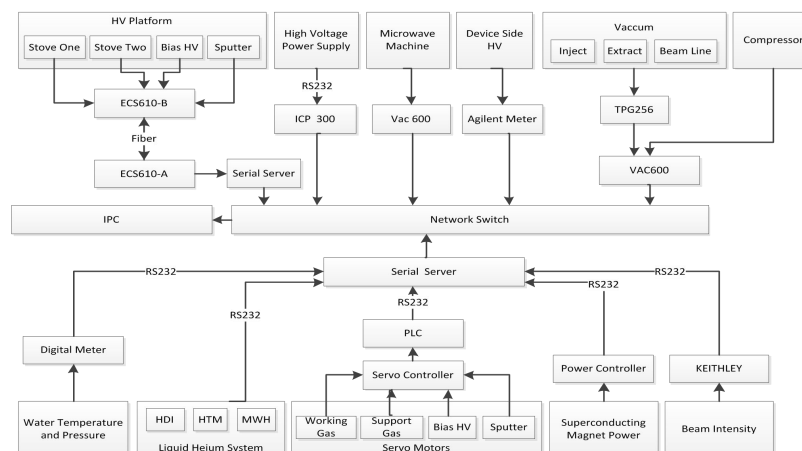 HV Platform
Stove One
Stove Two
Bias HV
Sputter
High Voltage
Power Supply
Microwave
Machine
Device Side
HV
Vaccum
Inject
Extract
Beam Line
Compressor
RS232
ECS610-B
ICP 300
Vac 600
Agilent Meter
TPG256
Fiber
ECS610-A
Serial Server
VAC600
IPC
Network Switch
Serial Server
RS232
RS232
RS232
RS232
RS232
PLC
Digital Meter
Servo Controller
Power Controller
KEITHLEY
Water Temperature
and Pressure
HDI
HTM
MWH
Liquid Heium System
Working
Gas
Support
Gas
Bias HV
Sputter
Servo Motors
Superconducting
Magnet Power
Beam Intensity